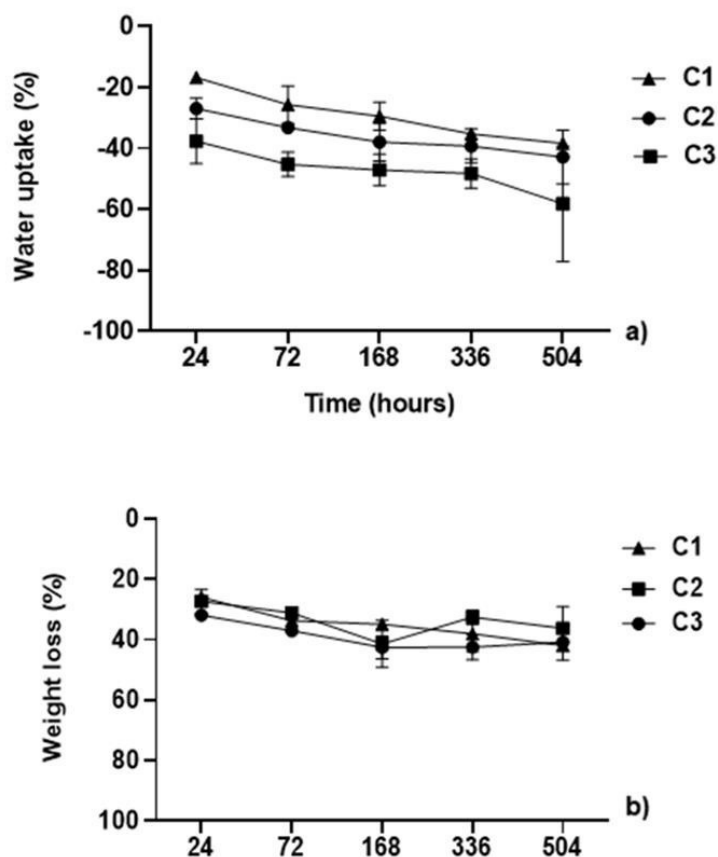 0
-20
-40
-60
-80
-100
Water uptake (%)
24 72 168 336 504
Time (hours)
C1
C2
C3
a)
0
20
40
60
80
100
Weight loss (%)
24 72 168 336 504
C1
C2
C3
b)